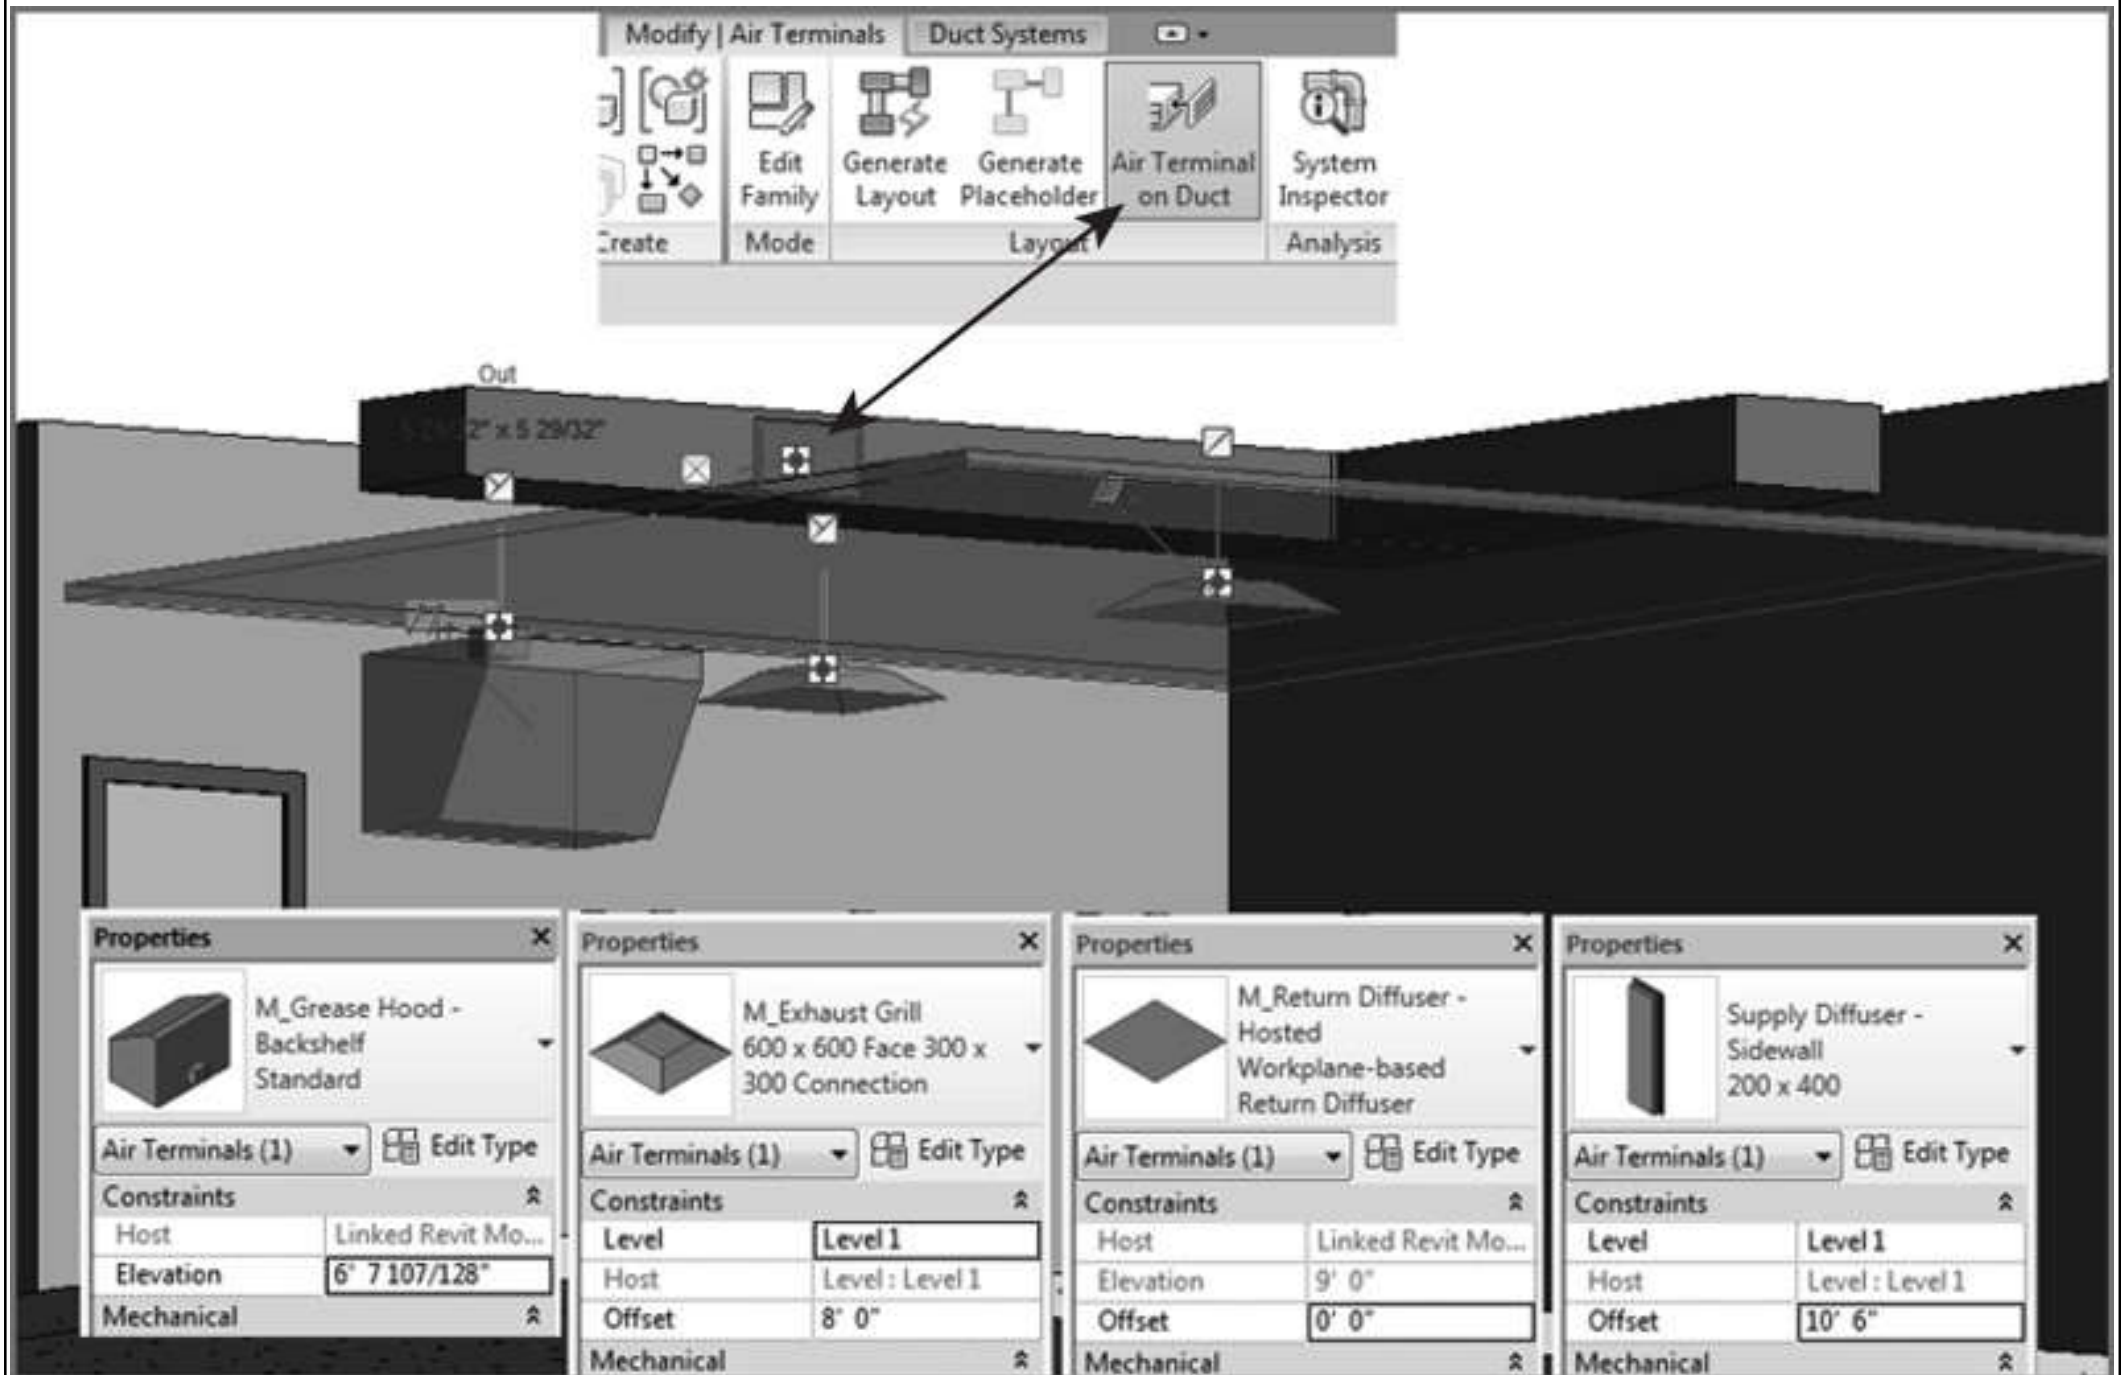 Modify | Air Terminals
Duct Systems
Edit Family
Generate Layout
Generate Placeholder
Air Terminal on Duct
System Inspector
Create
Mode
Layout
Analysis
Out
2" x 5 29/32"
Properties
M_Grease Hood -
Backshelf
Standard
Air Terminals (1)
Edit Type
Constraints
Host Linked Revit Mo...
Elevation 6' 7 107/128"
Mechanical
Properties
M_Exhaust Grill
600 x 600 Face 300 x
300 Connection
Air Terminals (1)
Edit Type
Constraints
Level Level 1
Host Level : Level 1
Offset 8' 0"
Mechanical
Properties
M_Return Diffuser -
Hosted
Workplane-based
Return Diffuser
Air Terminals (1)
Edit Type
Constraints
Host Linked Revit Mo...
Elevation 9' 0"
Offset 0' 0"
Mechanical
Properties
Supply Diffuser -
Sidewall
200 x 400
Air Terminals (1)
Edit Type
Constraints
Level Level 1
Host Level : Level 1
Offset 10' 6"
Mechanical